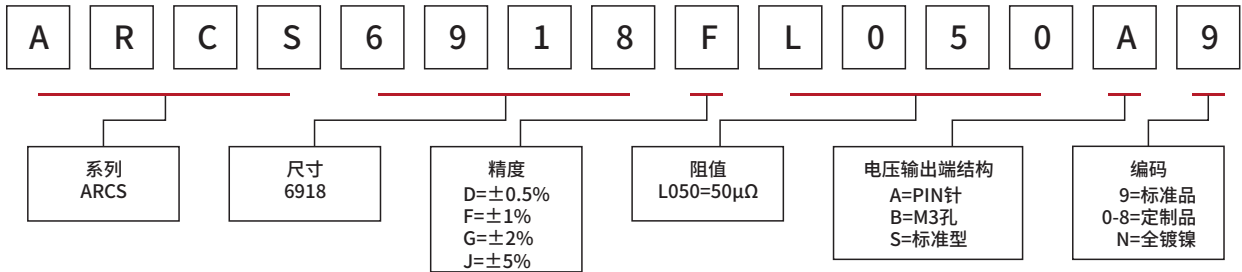 A R C S 6 9 1 8 F L 0 5 0 A 9
系列
ARCS
尺寸
6918
精度
D=±0.5%
F=±1%
G=±2%
J=±5%
阻值
L050=50μΩ
电压输出端结构
A=PIN针
B=M3孔
S=标准型
编码
9=标准品
0-8=定制品
N=全镀镍